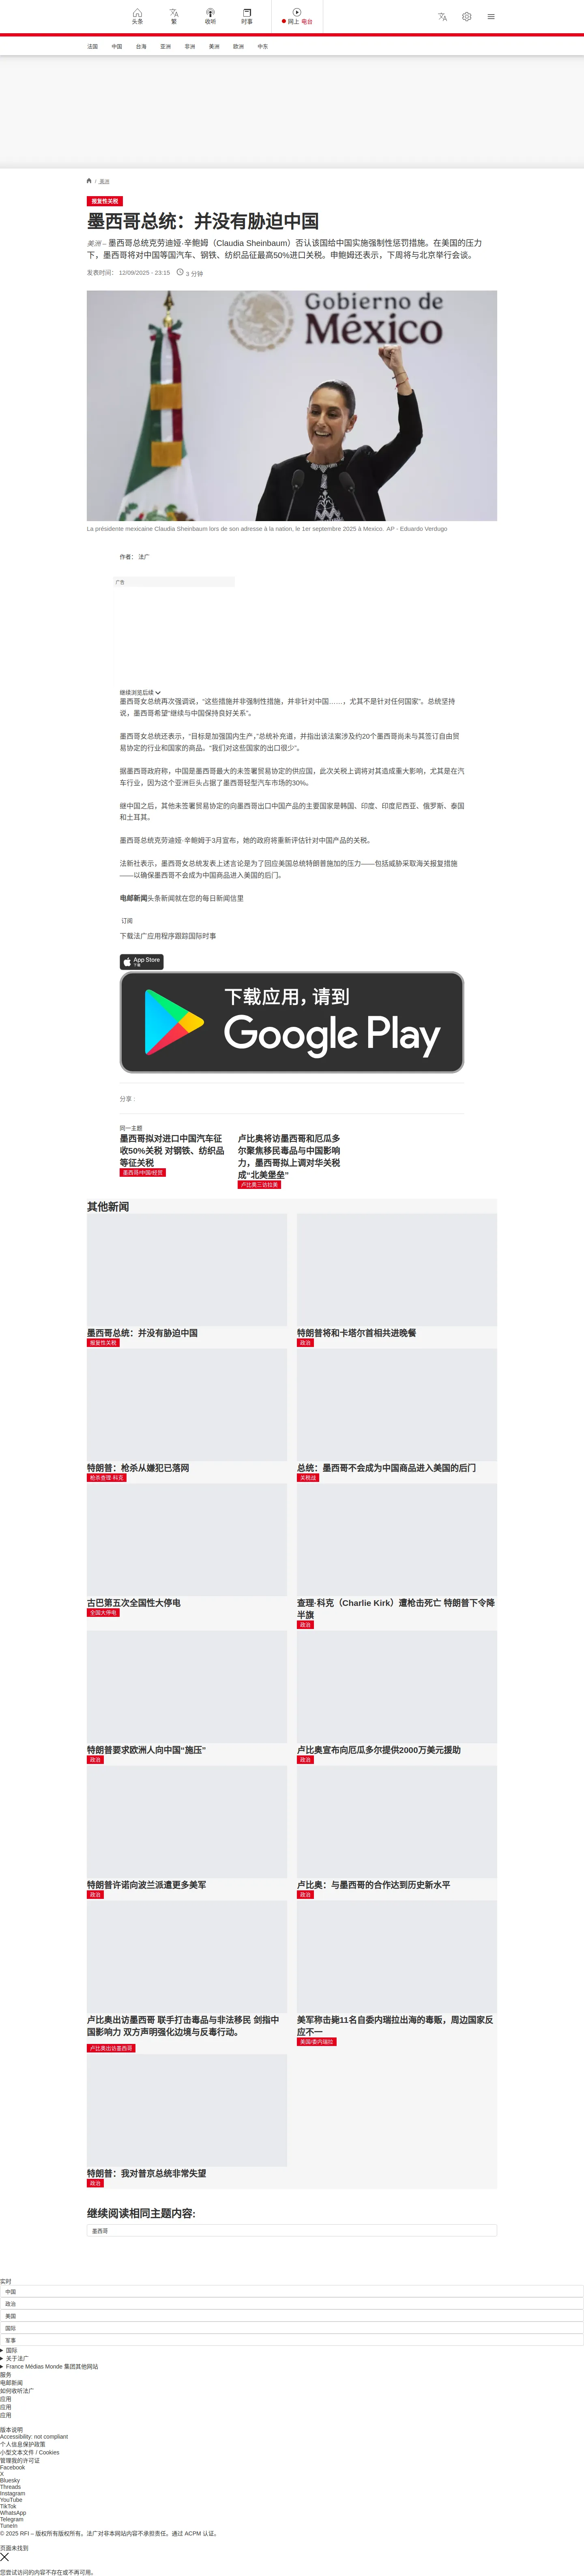 头条
繁
收听
时事
网上 电台
法国
中国
台海
亚洲
非洲
美洲
欧洲
中东
/ 美洲
报复性关税
墨西哥总统：并没有胁迫中国
美洲 – 墨西哥总统克劳迪娅·辛鲍姆（Claudia Sheinbaum）否认该国给中国实施强制性惩罚措施。在美国的压力
下，墨西哥将对中国等国汽车、钢铁、纺织品征最高50%进口关税。申鲍姆还表示，下周将与北京举行会谈。
发表时间： 12/09/2025 - 23:15 3 分钟
Gobierno de
México
La présidente mexicaine Claudia Sheinbaum lors de son adresse à la nation, le 1er septembre 2025 à Mexico. AP - Eduardo Verdugo
作者： 法广
广告
继续浏览后续
墨西哥女总统再次强调说，“这些措施并非强制性措施，并非针对中国……，尤其不是针对任何国家”。总统坚持
说，墨西哥希望“继续与中国保持良好关系”。
墨西哥女总统还表示，“目标是加强国内生产，”总统补充道，并指出该法案涉及约20个墨西哥尚未与其签订自由贸
易协定的行业和国家的商品。“我们对这些国家的出口很少”。
据墨西哥政府称，中国是墨西哥最大的未签署贸易协定的供应国，此次关税上调将对其造成重大影响，尤其是在汽
车行业，因为这个亚洲巨头占据了墨西哥轻型汽车市场的30%。
继中国之后，其他未签署贸易协定的向墨西哥出口中国产品的主要国家是韩国、印度、印度尼西亚、俄罗斯、泰国
和土耳其。
墨西哥总统克劳迪娅·辛鲍姆于3月宣布，她的政府将重新评估针对中国产品的关税。
法新社表示，墨西哥女总统发表上述言论是为了回应美国总统特朗普施加的压力——包括威胁采取海关报复措施
——以确保墨西哥不会成为中国商品进入美国的后门。
电邮新闻头条新闻就在您的每日新闻信里
订阅
下载法广应用程序跟踪国际时事
App Store
下载
下载应用，请到
Google Play
分享 :
同一主题
墨西哥拟对进口中国汽车征
收50%关税 对钢铁、纺织品
等征关税
墨西哥•中国/经贸
卢比奥将访墨西哥和厄瓜多
尔聚焦移民毒品与中国影响
力，墨西哥拟上调对华关税
成“北美堡垒”
卢比奥三访拉美
其他新闻
墨西哥总统：并没有胁迫中国
报复性关税
特朗普将和卡塔尔首相共进晚餐
政治
特朗普：枪杀从嫌犯已落网
枪杀查理·科克
总统：墨西哥不会成为中国商品进入美国的后门
关税战
古巴第五次全国性大停电
全国大停电
查理·科克（Charlie Kirk）遭枪击死亡 特朗普下令降
半旗
政治
特朗普要求欧洲人向中国“施压”
政治
卢比奥宣布向厄瓜多尔提供2000万美元援助
政治
特朗普许诺向波兰派遣更多美军
政治
卢比奥：与墨西哥的合作达到历史新水平
政治
卢比奥出访墨西哥 联手打击毒品与非法移民 剑指中
国影响力 双方声明强化边境与反毒行动。
卢比奥出访墨西哥
美军称击毙11名自委内瑞拉出海的毒贩，周边国家反
应不一
美国/委内瑞拉
特朗普：我对普京总统非常失望
政治
继续阅读相同主题内容:
墨西哥
实时
中国
政治
美国
国际
军事
国际
关于法广
France Médias Monde 集团其他网站
服务
电邮新闻
如何收听法广
应用
应用
应用
版本说明
Accessibility: not compliant
个人信息保护政策
小型文本文件 / Cookies
管理我的许可证
Facebook
X
Bluesky
Threads
Instagram
YouTube
TikTok
WhatsApp
Telegram
TuneIn
© 2025 RFI – 版权所有版权所有。法广对非本网站内容不承担责任。通过 ACPM 认证。
页面未找到
您尝试访问的内容不存在或不再可用。